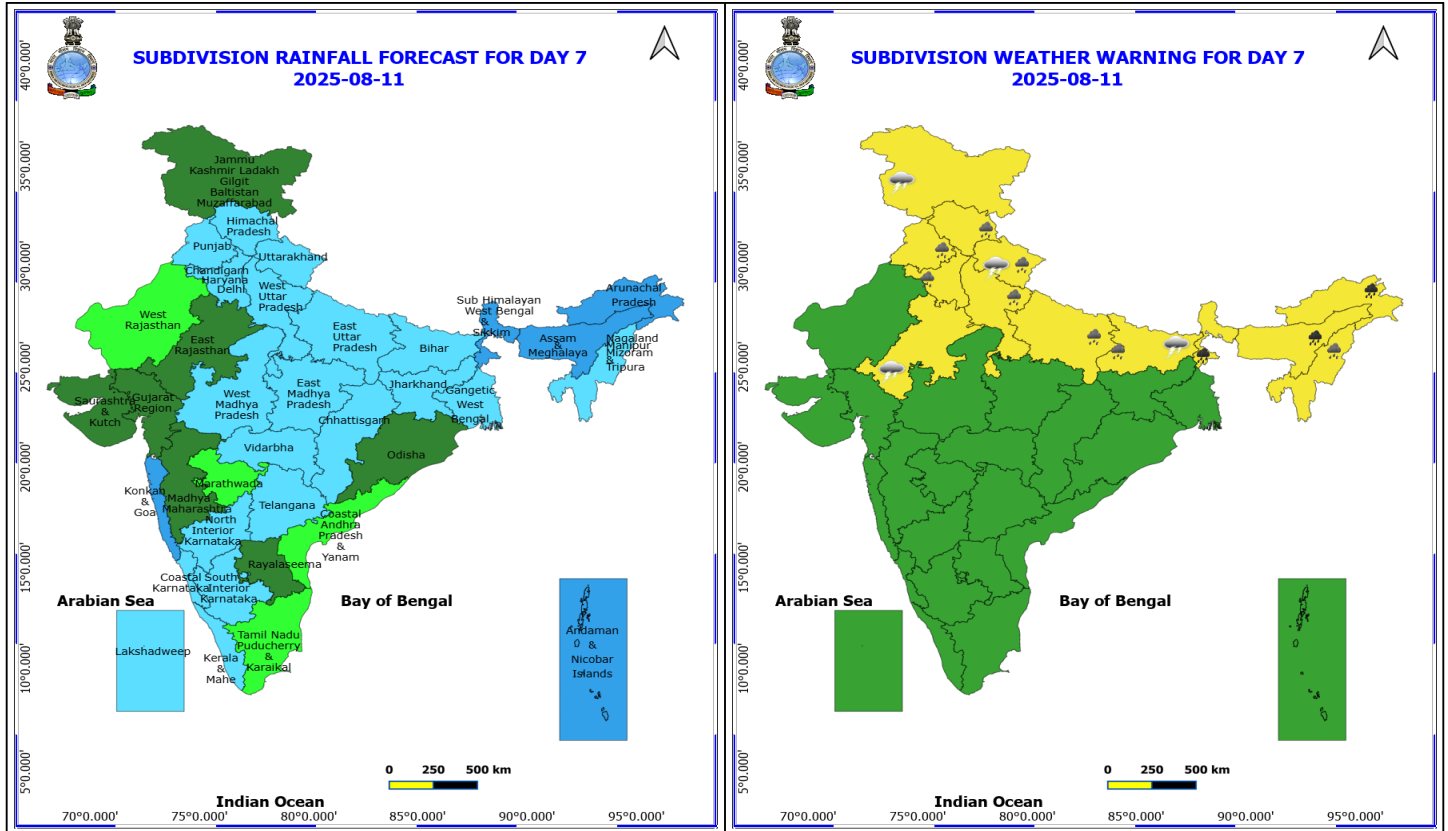 SUBDIVISION RAINFALL FORECAST FOR DAY 7
2025-08-11
40°0.000'
35°0.000'
30°0.000'
25°0.000'
20°0.000'
15°0.000'
10°0.000'
5°0.000'
Jammu
Kashmir Ladakh
Gilgit
Baltistan
Muzaffarabad
Himachal
Pradesh
Punjab
Uttarakhand
Chandigarh
Haryana
Delhi
West
Uttar
Pradesh
West
Rajasthan
East
Rajasthan
East
Uttar
Pradesh
Bihar
Sub Himalayan
West Bengal
&
Sikkim
Arunachal
Pradesh
Assam
&
Meghalaya
Nagaland
Manipur
Mizoram
&
Tripura
Saurashtra
&
Kutch
Gujarat
Region
West
Madhya
Pradesh
East
Madhya
Pradesh
Jharkhand
Gangetic
West
Bengal
Chhattisgarh
Vidarbha
Odisha
Konkan
&
Goa
Madhya
Maharashtra
Marathwada
Telangana
North
Interior
Karnataka
Coastal
Andhra
Pradesh
&
Yanam
Rayalaseema
Coastal
Karnataka
South
Interior
Karnataka
Tamil Nadu
Puducherry
&
Karaikal
Kerala
&
Mahe
Arabian Sea
Lakshadweep
Bay of Bengal
Andaman
&
Nicobar
Islands
0 250 500 km
Indian Ocean
70°0.000' 75°0.000' 80°0.000' 85°0.000' 90°0.000' 95°0.000'
SUBDIVISION WEATHER WARNING FOR DAY 7
2025-08-11
40°0.000'
35°0.000'
30°0.000'
25°0.000'
20°0.000'
15°0.000'
10°0.000'
5°0.000'
Arabian Sea
Bay of Bengal
0 250 500 km
Indian Ocean
70°0.000' 75°0.000' 80°0.000' 85°0.000' 90°0.000' 95°0.000'